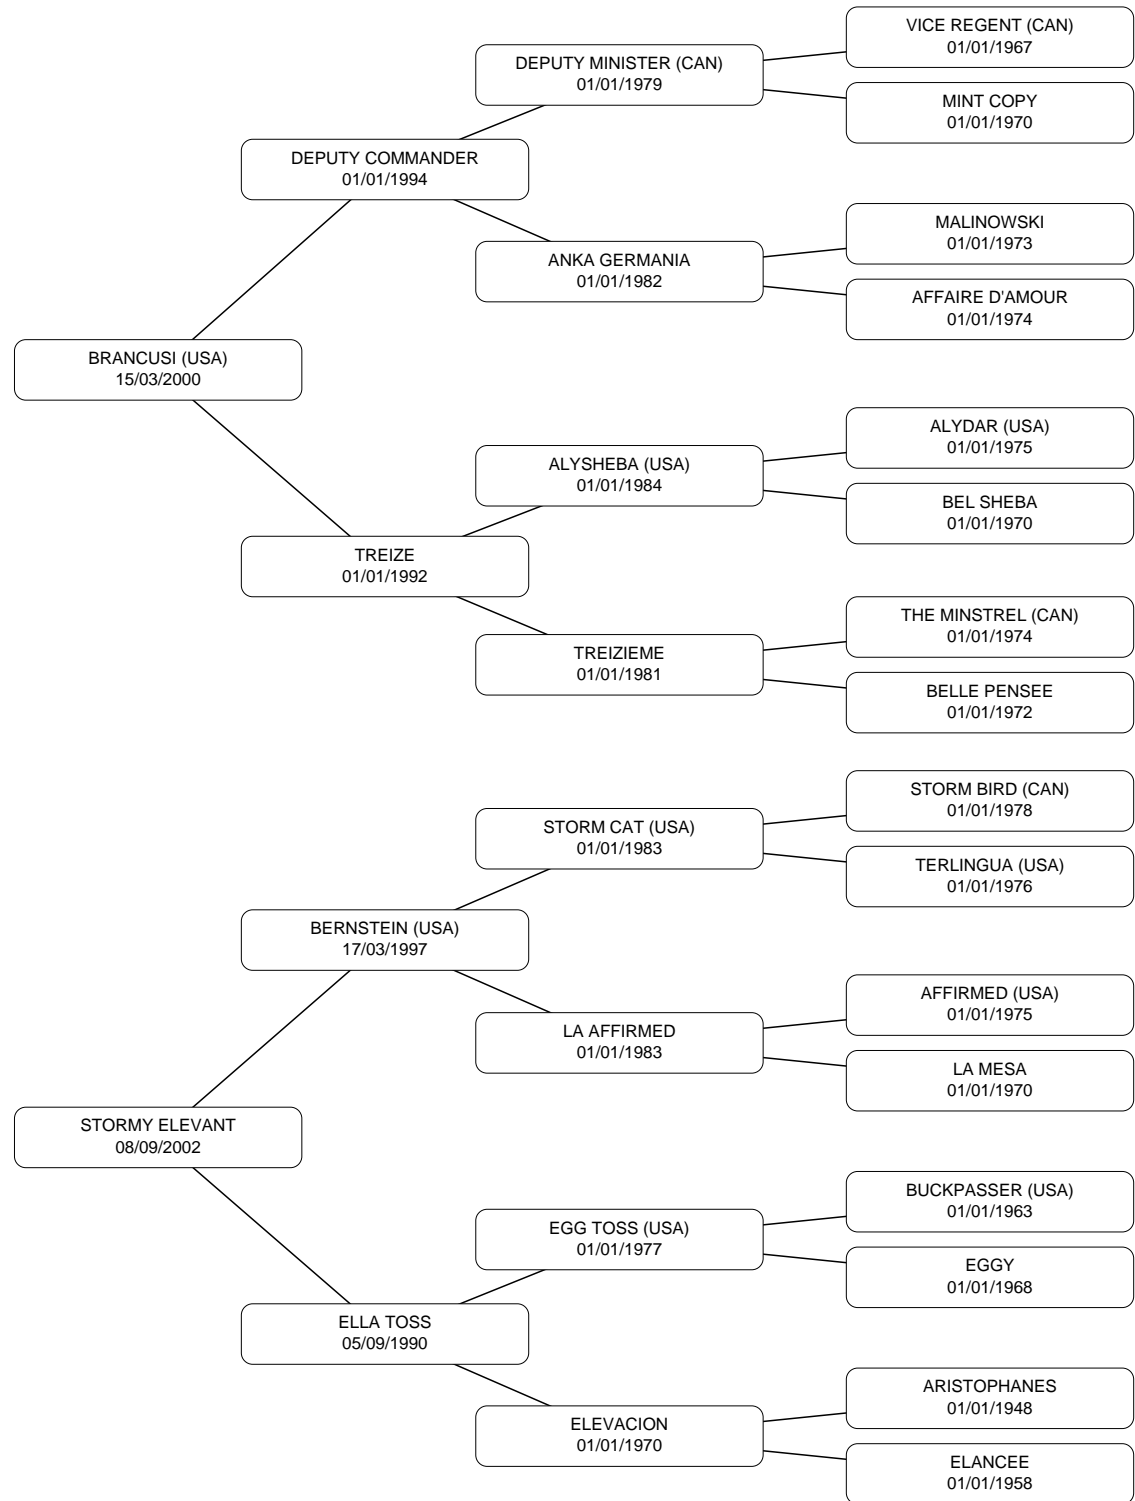 VICE REGENT (CAN)
01/01/1967
DEPUTY MINISTER (CAN)
01/01/1979
MINT COPY
01/01/1970
DEPUTY COMMANDER
01/01/1994
MALINOWSKI
01/01/1973
ANKA GERMANIA
01/01/1982
AFFAIRE D'AMOUR
01/01/1974
BRANCUSI (USA)
15/03/2000
ALYDAR (USA)
01/01/1975
ALYSHEBA (USA)
01/01/1984
BEL SHEBA
01/01/1970
TREIZE
01/01/1992
THE MINSTREL (CAN)
01/01/1974
TREIZIEME
01/01/1981
BELLE PENSEE
01/01/1972
STORM BIRD (CAN)
01/01/1978
STORM CAT (USA)
01/01/1983
TERLINGUA (USA)
01/01/1976
BERNSTEIN (USA)
17/03/1997
AFFIRMED (USA)
01/01/1975
LA AFFIRMED
01/01/1983
LA MESA
01/01/1970
STORMY ELEVANT
08/09/2002
BUCKPASSER (USA)
01/01/1963
EGG TOSS (USA)
01/01/1977
EGGY
01/01/1968
ELLA TOSS
05/09/1990
ARISTOPHANES
01/01/1948
ELEVACION
01/01/1970
ELANCEE
01/01/1958